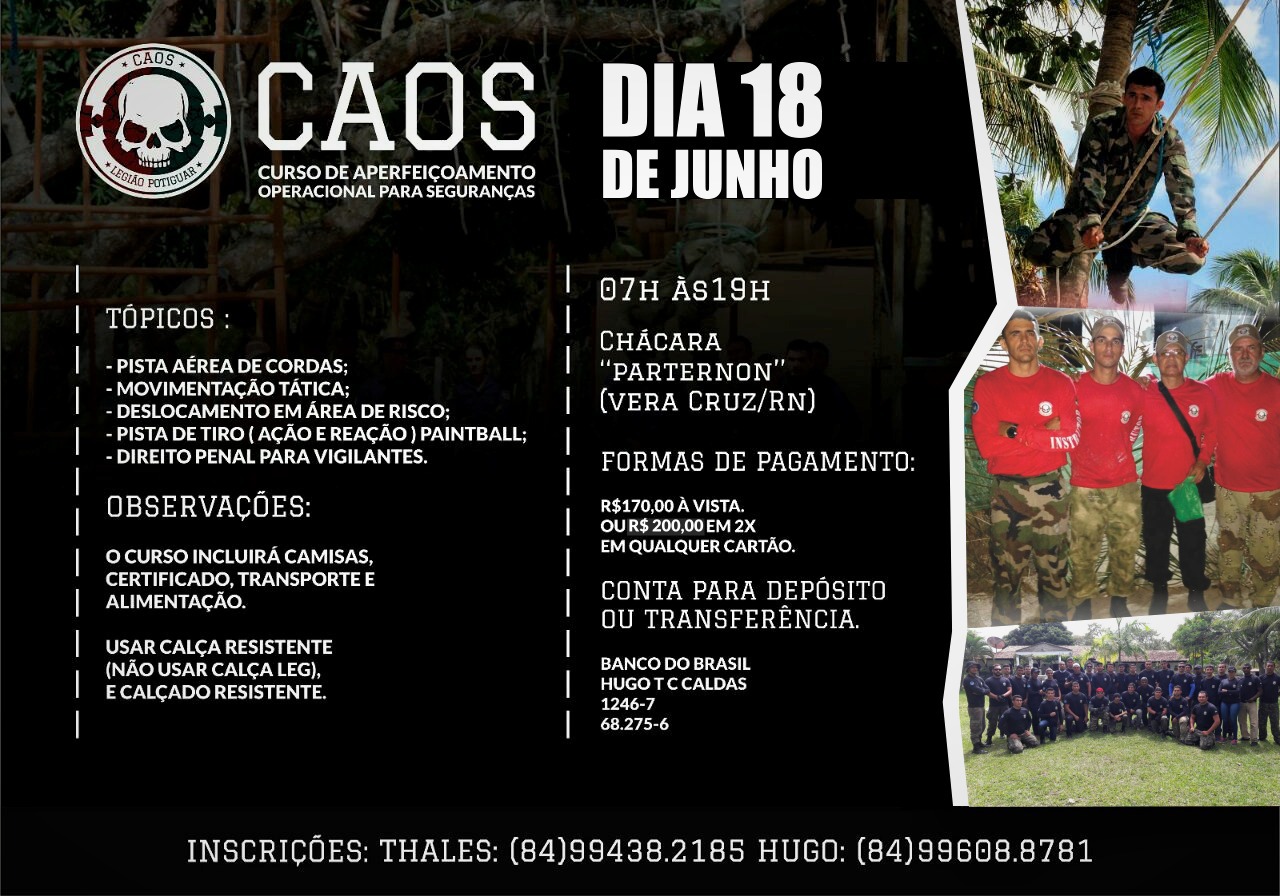 CAOS
LEGIÃO POTIGUAR
CAOS
CURSO DE APERFEIÇOAMENTO
OPERACIONAL PARA SEGURANÇAS
DIA 18
DE JUNHO
TÓPICOS :
- PISTA AÉREA DE CORDAS;
- MOVIMENTAÇÃO TÁTICA;
- DESLOCAMENTO EM ÁREA DE RISCO;
- PISTA DE TIRO ( AÇÃO E REAÇÃO ) PAINTBALL;
- DIREITO PENAL PARA VIGILANTES.
OBSERVAÇÕES:
O CURSO INCLUIRÁ CAMISAS,
CERTIFICADO, TRANSPORTE E
ALIMENTAÇÃO.
USAR CALÇA RESISTENTE
(NÃO USAR CALÇA LEG),
E CALÇADO RESISTENTE.
07H ÀS19H
CHÁCARA
“PARTERNON”
(VERA CRUZ/RN)
FORMAS DE PAGAMENTO:
R$170,00 À VISTA.
OU R$ 200,00 EM 2X
EM QUALQUER CARTÃO.
CONTA PARA DEPÓSITO
OU TRANSFERÊNCIA.
BANCO DO BRASIL
HUGO T C CALDAS
1246-7
68.275-6
INSCRIÇÕES: THALES: (84)99438.2185 HUGO: (84)99608.8781